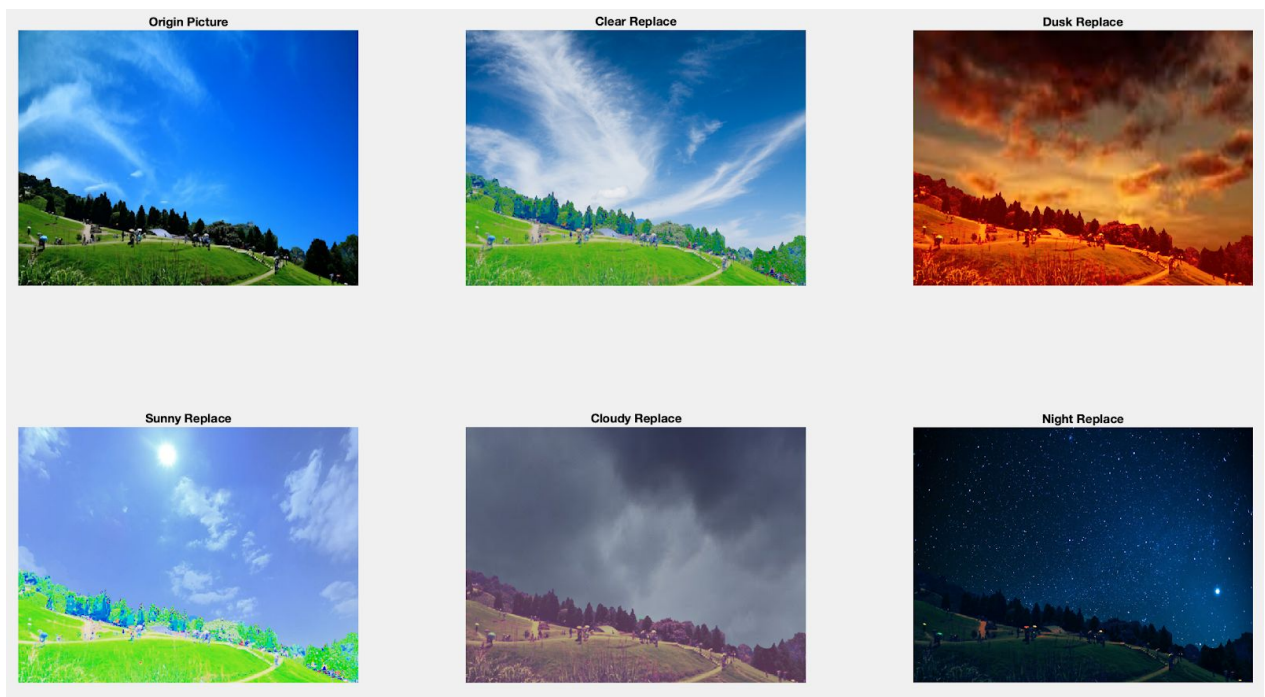 Origin Picture
Clear Replace
Dusk Replace
Sunny Replace
Cloudy Replace
Night Replace